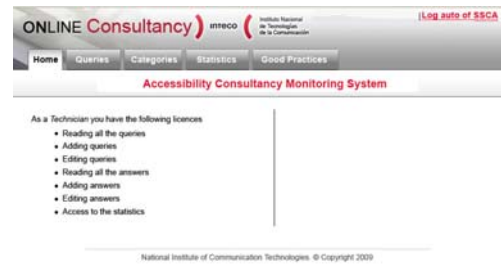 [Log auto of SSCA
ONLINE Consultancy) inteco ( Instituto Nacional
de Tecnologías
de la Comunicación
Home Queries Categories Statistics Good Practices
Accessibility Consultancy Monitoring System
As a Technician you have the following licences
• Reading all the queries
• Adding queries
• Editing queries
• Reading all the answers
• Adding answers
• Editing answers
• Access to the statistics
National Institute of Communication Technologies. © Copyright 2009